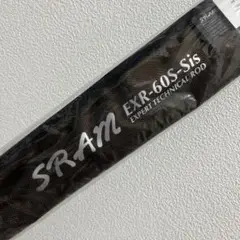 SRAM
EXR-60S-Sis
EXPERT TECHNICAL ROD